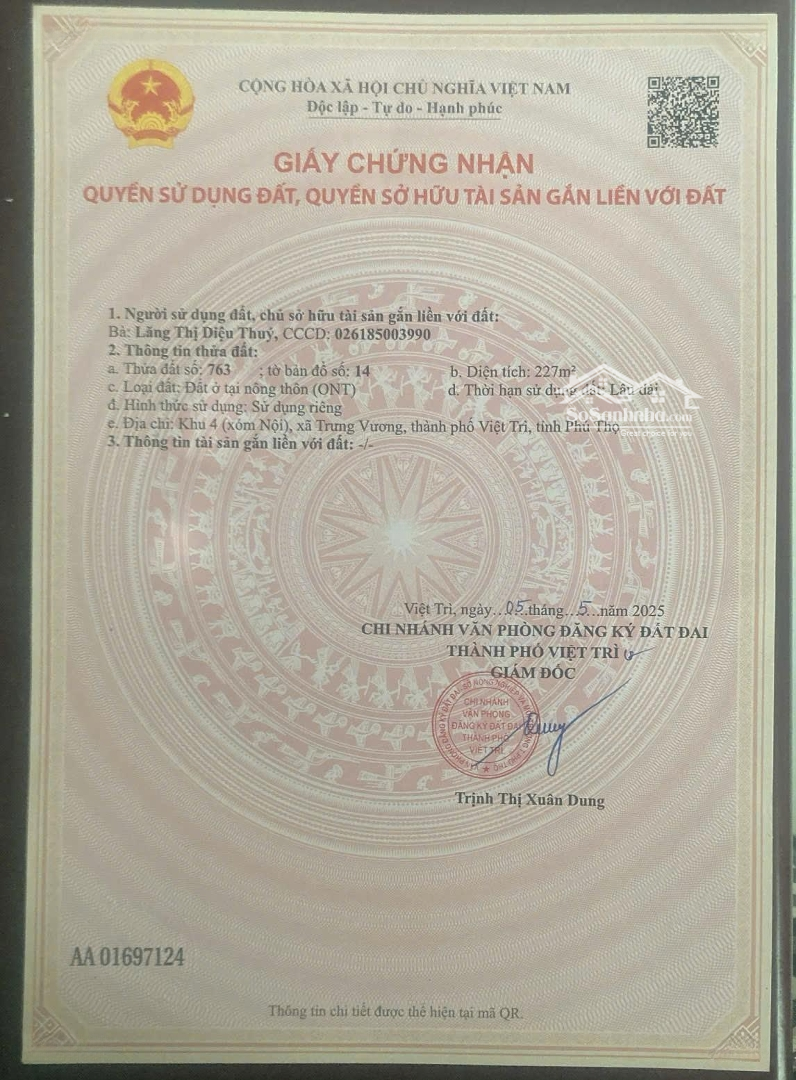 CỘNG HÒA XÃ HỘI CHỦ NGHĨA VIỆT NAM
Độc lập - Tự do - Hạnh phúc
GIẤY CHỨNG NHẬN
QUYỀN SỬ DỤNG ĐẤT, QUYỀN SỞ HỮU TÀI SẢN GẮN LIỀN VỚI ĐẤT
1. Người sử dụng đất, chủ sở hữu tài sản gắn liền với đất:
Bà: Lăng Thị Diệu Thuý, CCCD: 026185003990
2. Thông tin thửa đất:
a. Thửa đất số: 763 ; tờ bản đồ số: 14 b. Diện tích: 227m²
c. Loại đất: Đất ở tại nông thôn (ONT) d. Thời hạn sử dụng đất: Lâu dài
đ. Hình thức sử dụng: Sử dụng riêng
SoSanhnha.com
e. Địa chỉ: Khu 4 (xóm Nội), xã Trưng Vương, thành phố Việt Trì, tỉnh Phú Thọ
3. Thông tin tài sản gắn liền với đất: -/-
Việt Trì, ngày...05.tháng...5...năm 2025
CHI NHÁNH VĂN PHÒNG ĐĂNG KÝ ĐẤT ĐAI
THÀNH PHỐ VIỆT TRÌ
GIÁM ĐỐC
CHI NHÁNH
VĂN PHÒNG
ĐĂNG KÝ ĐẤT ĐAI
THÀNH PHỐ
VIỆT TRÌ
Trịnh Thị Xuân Dung
AA 01697124
Thông tin chi tiết được thể hiện tại mã QR.